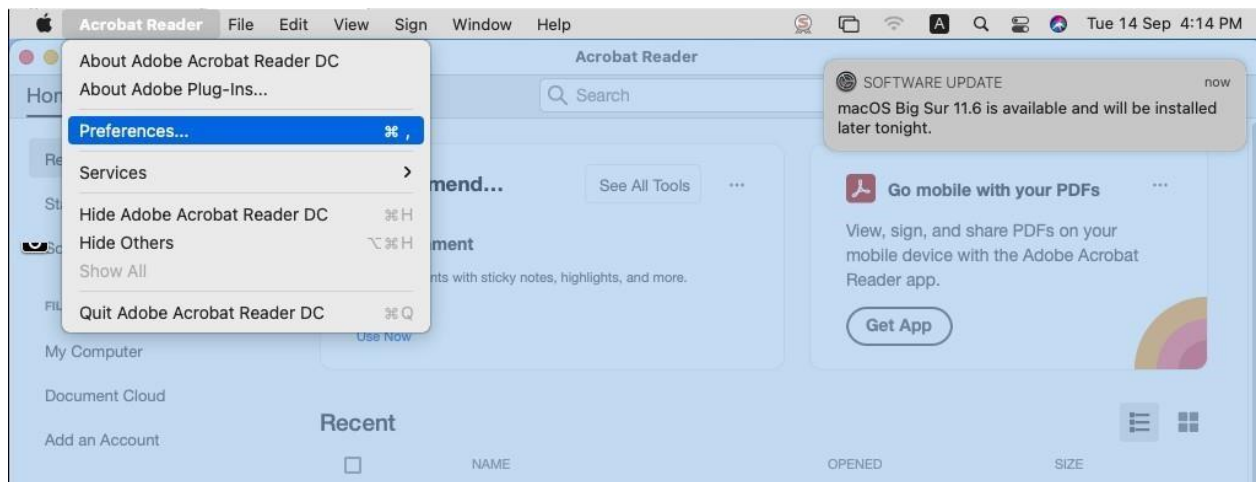 Acrobat Reader File Edit View Sign Window Help A Tue 14 Sep 4:14 PM
Acrobat Reader
About Adobe Acrobat Reader DC
About Adobe Plug-Ins...
Preferences... ⌘ ,
Services
Hide Adobe Acrobat Reader DC ⌘H
Hide Others ⌥⌘H
Show All
Quit Adobe Acrobat Reader DC ⌘Q
Search
SOFTWARE UPDATE now
macOS Big Sur 11.6 is available and will be installed
later tonight.
See All Tools
nts with sticky notes, highlights, and more.
Use Now
Go mobile with your PDFs
View, sign, and share PDFs on your
mobile device with the Adobe Acrobat
Reader app.
Get App
My Computer
Document Cloud
Add an Account
Recent
NAME OPENED SIZE